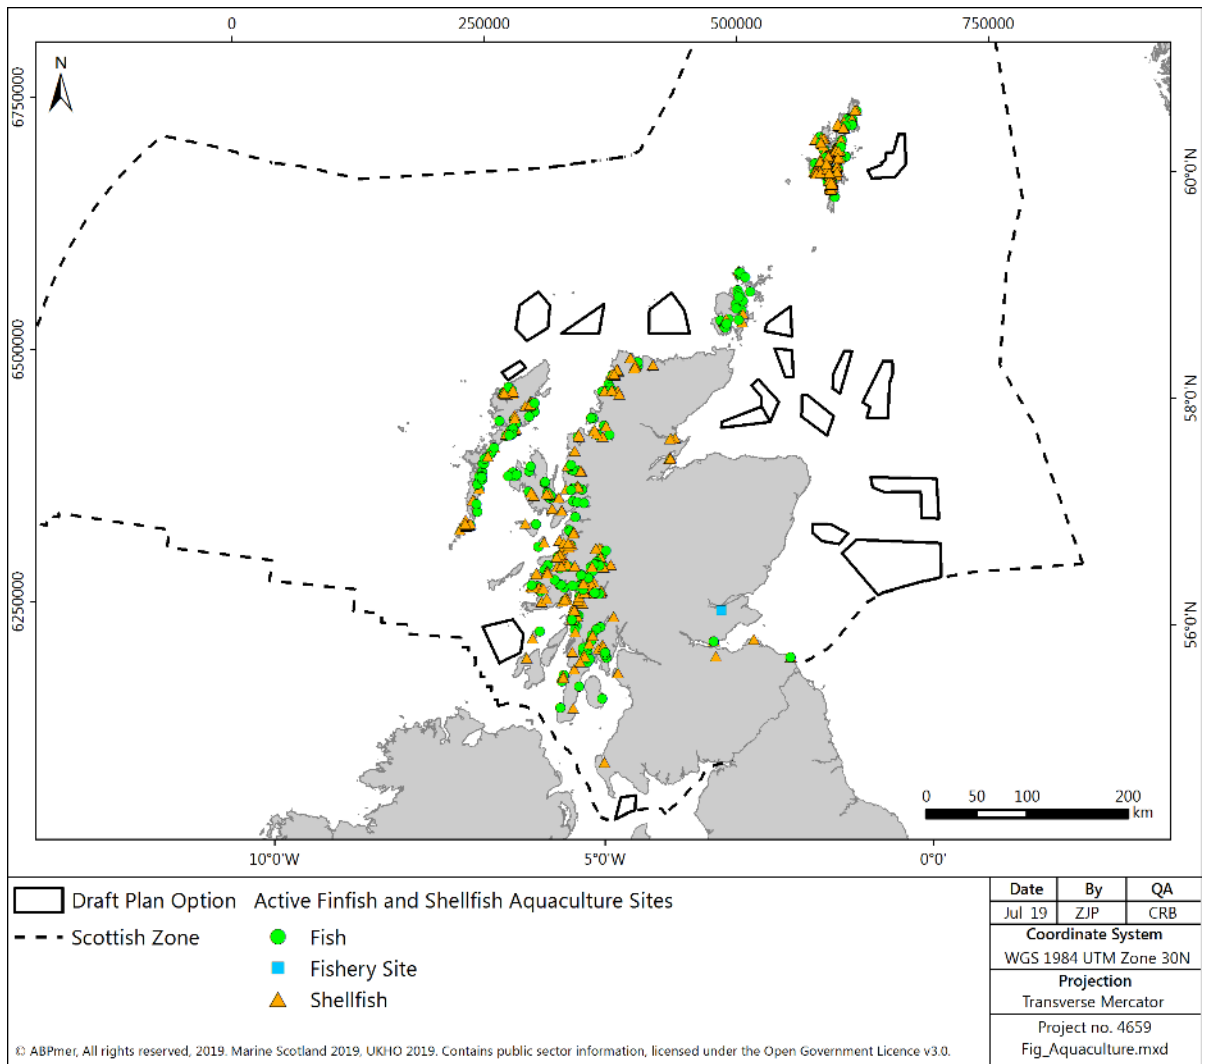 0 250000 500000 750000
N
6750000
6500000
6250000
60°0'N
58°0'N
56°0'N
0 50 100 200
km
10°0'W 5°0'W 0°0'
Draft Plan Option Active Finfish and Shellfish Aquaculture Sites
Scottish Zone Fish
Fishery Site
Shellfish
Date By QA
Jul 19 ZJP CRB
Coordinate System
WGS 1984 UTM Zone 30N
Projection
Transverse Mercator
Project no. 4659
Fig_Aquaculture.mxd
© ABPmer, All rights reserved, 2019. Marine Scotland 2019, UKHO 2019. Contains public sector information, licensed under the Open Government Licence v3.0.